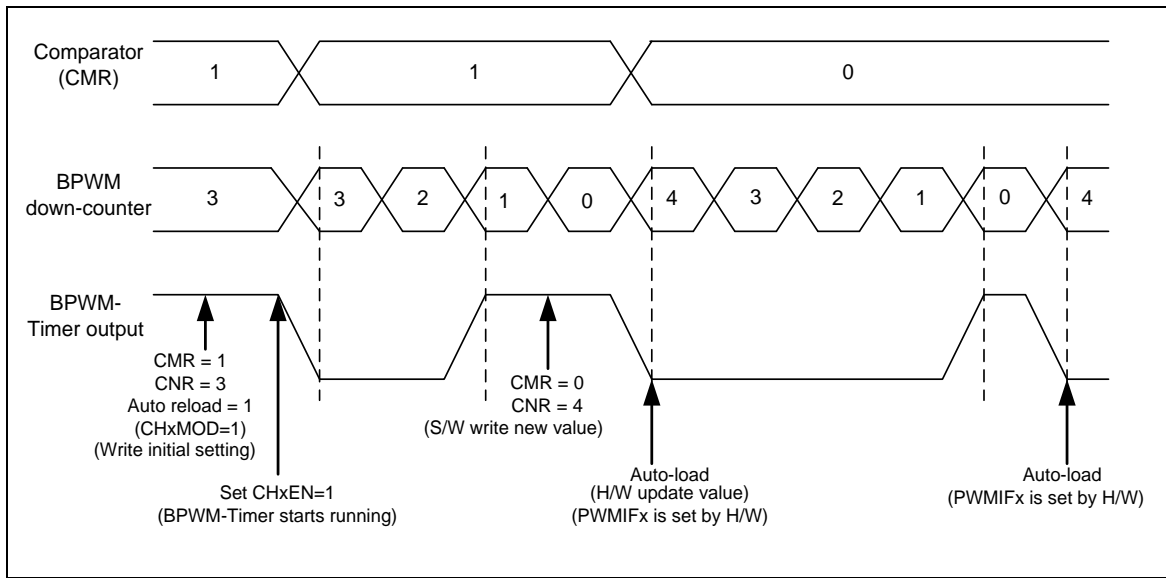 Comparator
(CMR)
1
1
0
BPWM
down-counter
3
3
2
1
0
4
3
2
1
0
4
BPWM-
Timer output
CMR = 1
CNR = 3
Auto reload = 1
(CHxMOD=1)
(Write initial setting)
Set CHxEN=1
(BPWM-Timer starts running)
CMR = 0
CNR = 4
(S/W write new value)
Auto-load
(H/W update value)
(PWMIFx is set by H/W)
Auto-load
(PWMIFx is set by H/W)